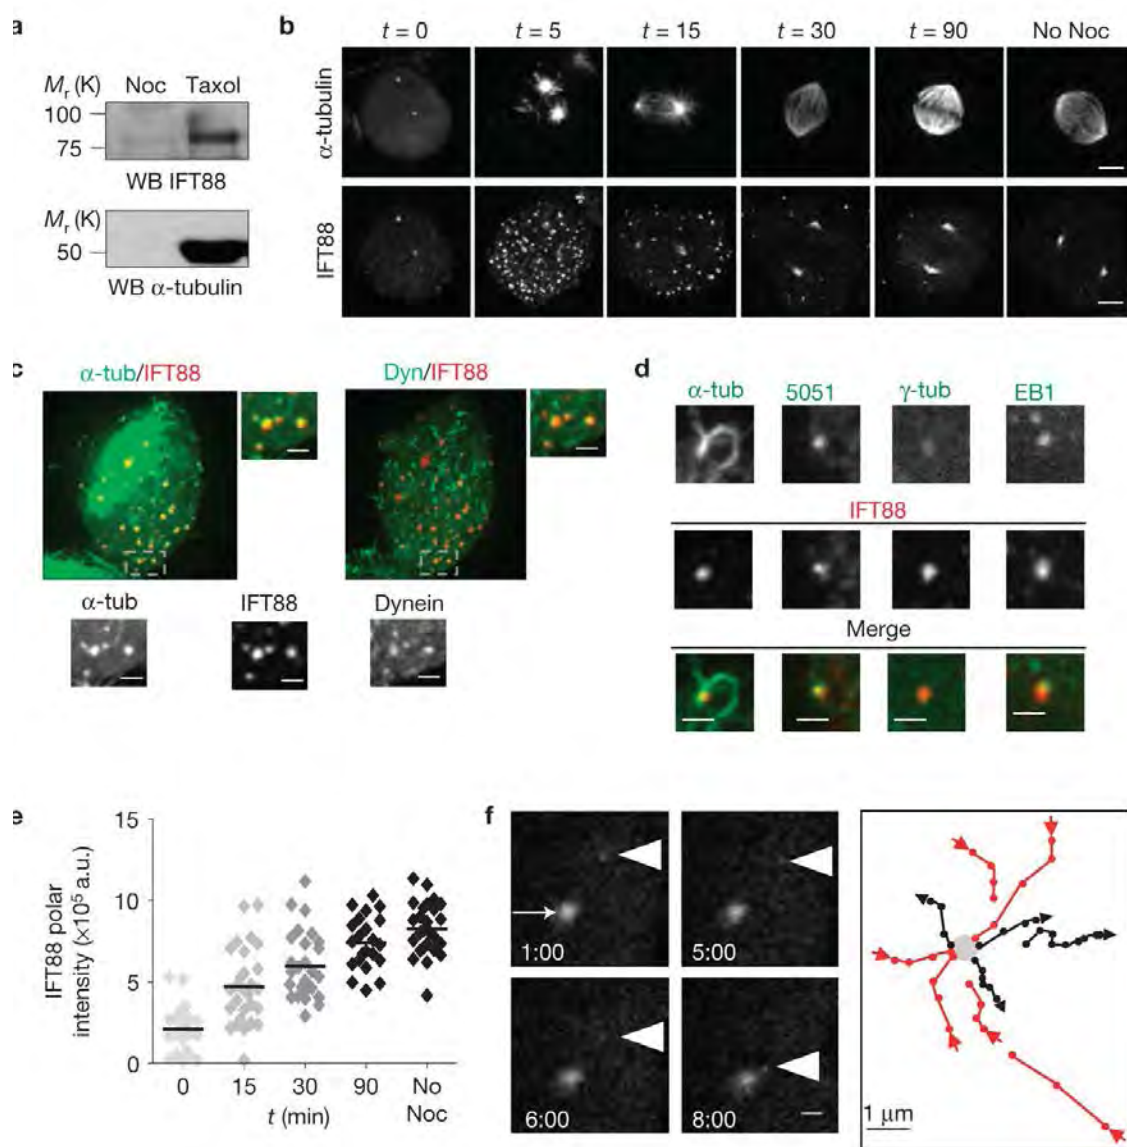 a
Noc Taxol
Mr (K)
100
75
WB IFT88
Mr (K)
50
WB α-tubulin
b
t = 0 t = 5 t = 15 t = 30 t = 90 No Noc
α-tubulin
IFT88
c
α-tub/IFT88 Dyn/IFT88
α-tub IFT88 Dynein
d
α-tub 5051 γ-tub EB1
IFT88
Merge
e
IFT88 polar
intensity (×10⁵ a.u.)
15
10
5
0
0 15 30 90 No
Noc
t (min)
f
1:00 5:00
6:00 8:00
1 μm